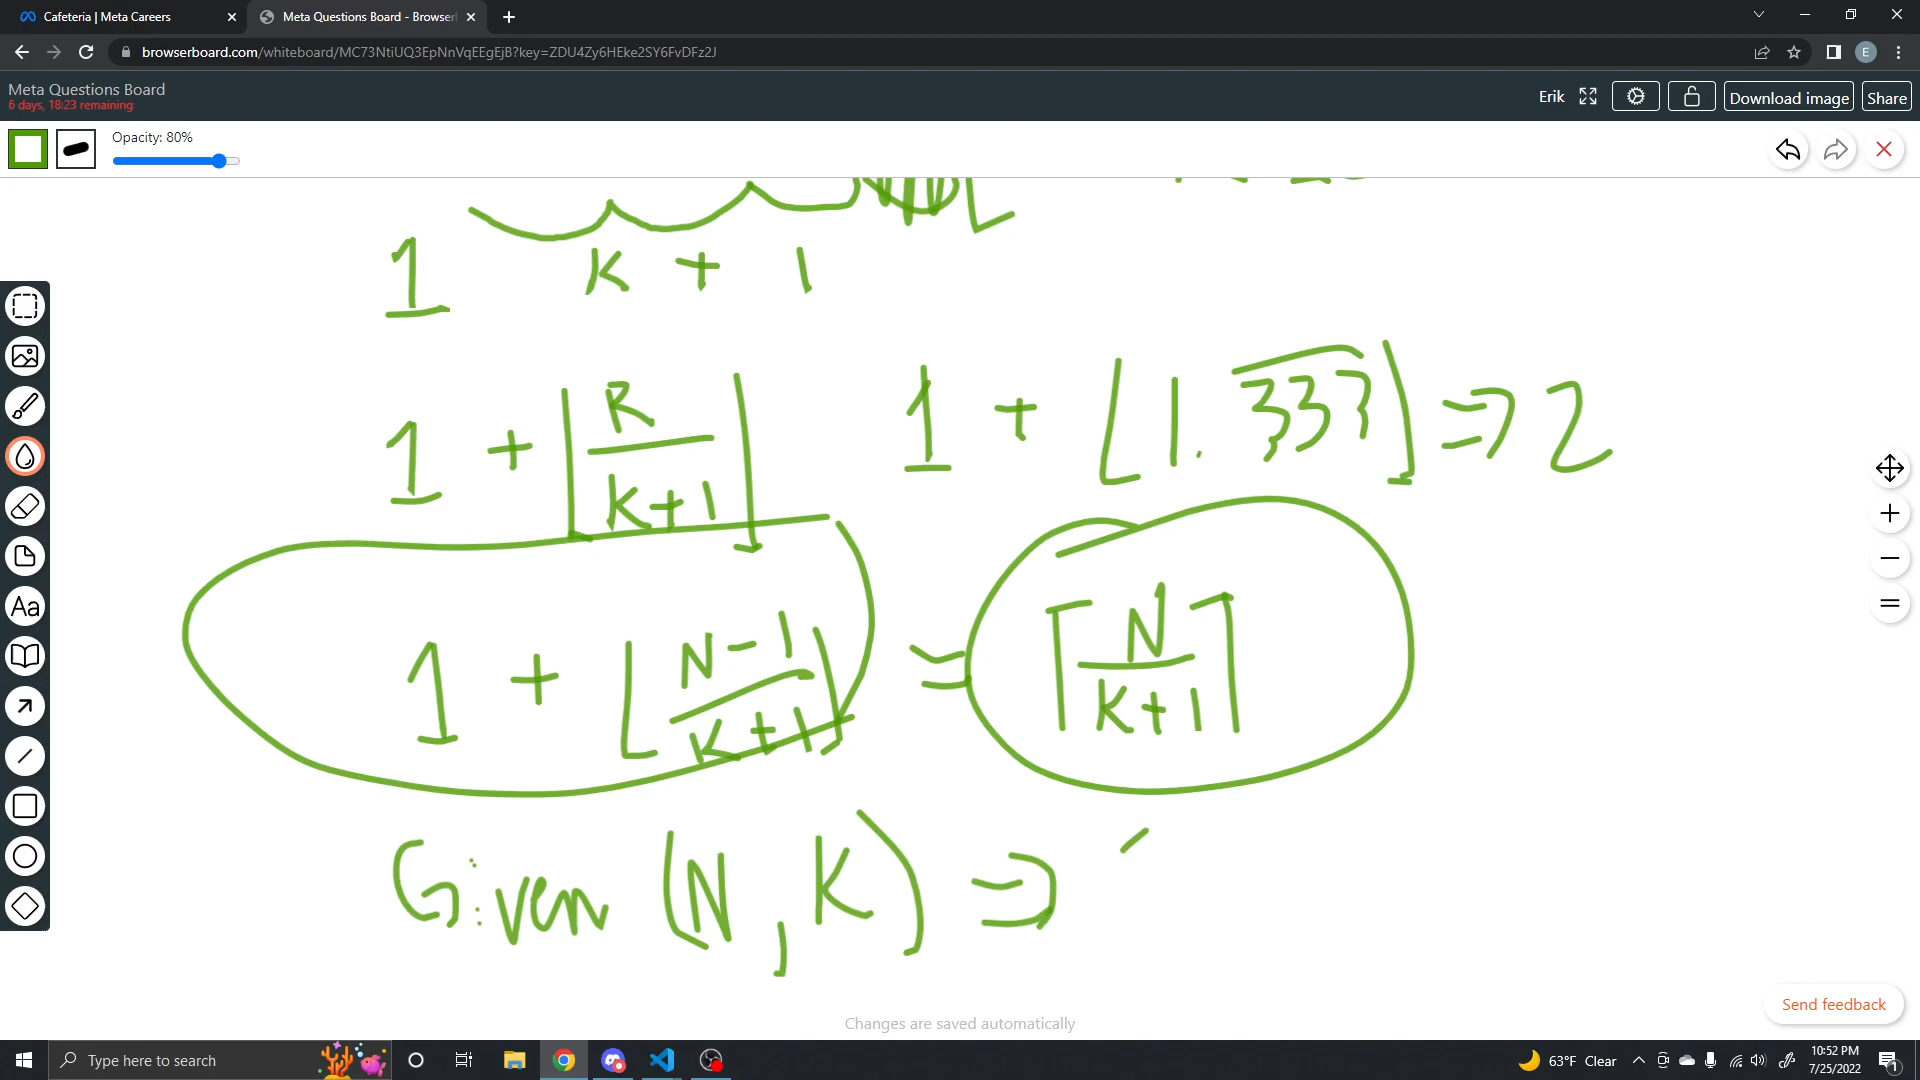 Cafeteria | Meta Careers
Meta Questions Board - Browserl
browserboard.com/whiteboard/MC73NtiUQ3EpNnVqEEgEjB?key=ZDU4Zy6HEke2SY6FvDFz2J
E
Meta Questions Board
6 days, 18:23 remaining
Erik
Download image
Share
Opacity: 80%
1 K + 1
1 + ⌊R/(K+1)⌋ 1 + ⌊1.333⌋ => 2
1 + ⌊(N-1)/(K+1)⌋ = ⌈N/(K+1)⌉
Given (N, K) =>
Aa
Send feedback
Changes are saved automatically
Type here to search
63°F Clear
10:52 PM
7/25/2022
1